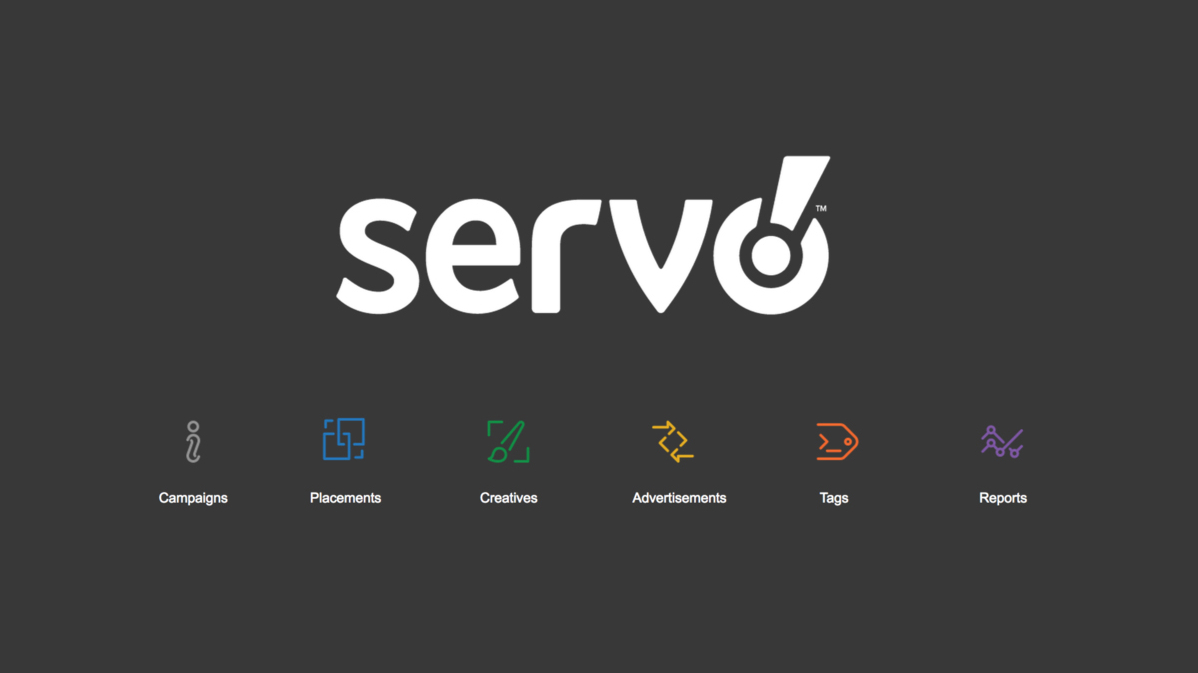 servo
TM
Campaigns
Placements
Creatives
Advertisements
Tags
Reports